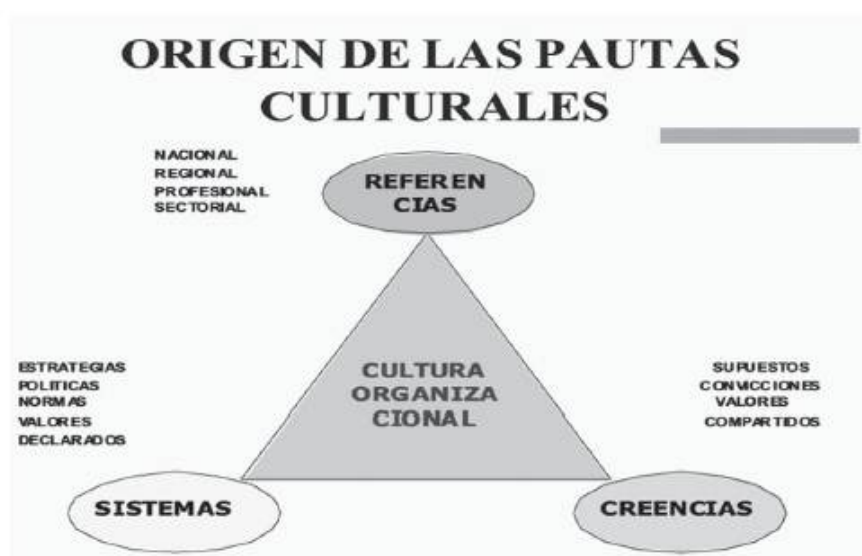 ORIGEN DE LAS PAUTAS
CULTURALES
NACIONAL
REGIONAL
PROFESIONAL
SECTORIAL
REFEREN
CIAS
CULTURA
ORGANIZA
CIONAL
ESTRATEGIAS
POLITICAS
NORMAS
VALORES
DECLARADOS
SUPUESTOS
CONVICCIONES
VALORES
COMPARTIDOS
SISTEMAS
CREENCIAS